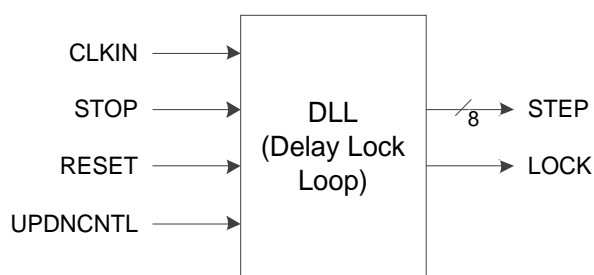 CLKIN
STOP
RESET
UPDNCNTL
DLL
(Delay Lock
Loop)
8
STEP
LOCK